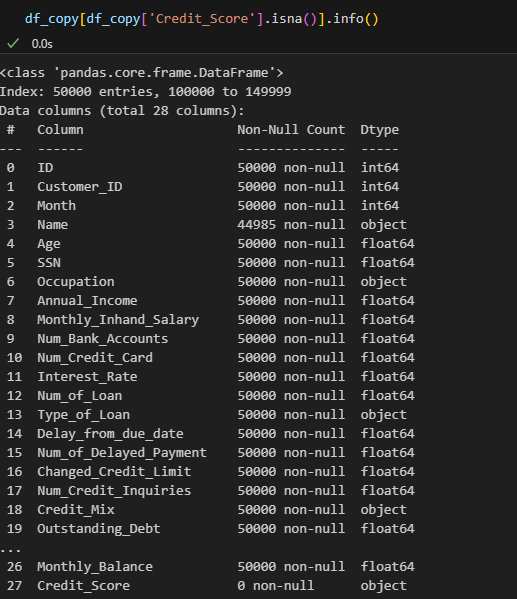 df_copy[df_copy['Credit_Score'].isna()].info()
0.0s
<class 'pandas.core.frame.DataFrame'>
Index: 50000 entries, 100000 to 149999
Data columns (total 28 columns):
 #   Column                    Non-Null Count  Dtype
---  ------                    --------------  -----
 0   ID                        50000 non-null  int64
 1   Customer_ID               50000 non-null  int64
 2   Month                     50000 non-null  int64
 3   Name                      44985 non-null  object
 4   Age                       50000 non-null  float64
 5   SSN                       50000 non-null  float64
 6   Occupation                50000 non-null  object
 7   Annual_Income             50000 non-null  float64
 8   Monthly_Inhand_Salary     50000 non-null  float64
 9   Num_Bank_Accounts         50000 non-null  float64
 10  Num_Credit_Card           50000 non-null  float64
 11  Interest_Rate             50000 non-null  float64
 12  Num_of_Loan               50000 non-null  float64
 13  Type_of_Loan              50000 non-null  object
 14  Delay_from_due_date       50000 non-null  float64
 15  Num_of_Delayed_Payment    50000 non-null  float64
 16  Changed_Credit_Limit      50000 non-null  float64
 17  Num_Credit_Inquiries      50000 non-null  float64
 18  Credit_Mix                50000 non-null  object
 19  Outstanding_Debt          50000 non-null  float64
...
 26  Monthly_Balance           50000 non-null  float64
 27  Credit_Score              0 non-null      object